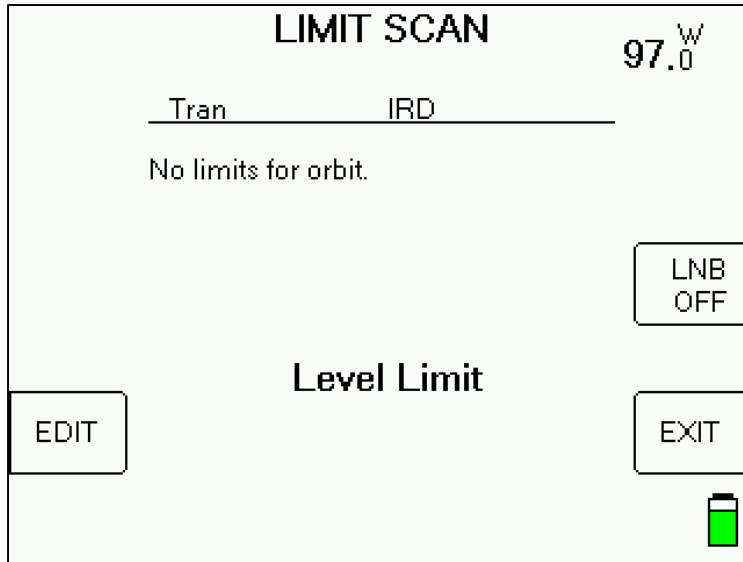 LIMIT SCAN
97.0 W
Tran IRD
No limits for orbit.
LNB
OFF
Level Limit
EDIT
EXIT